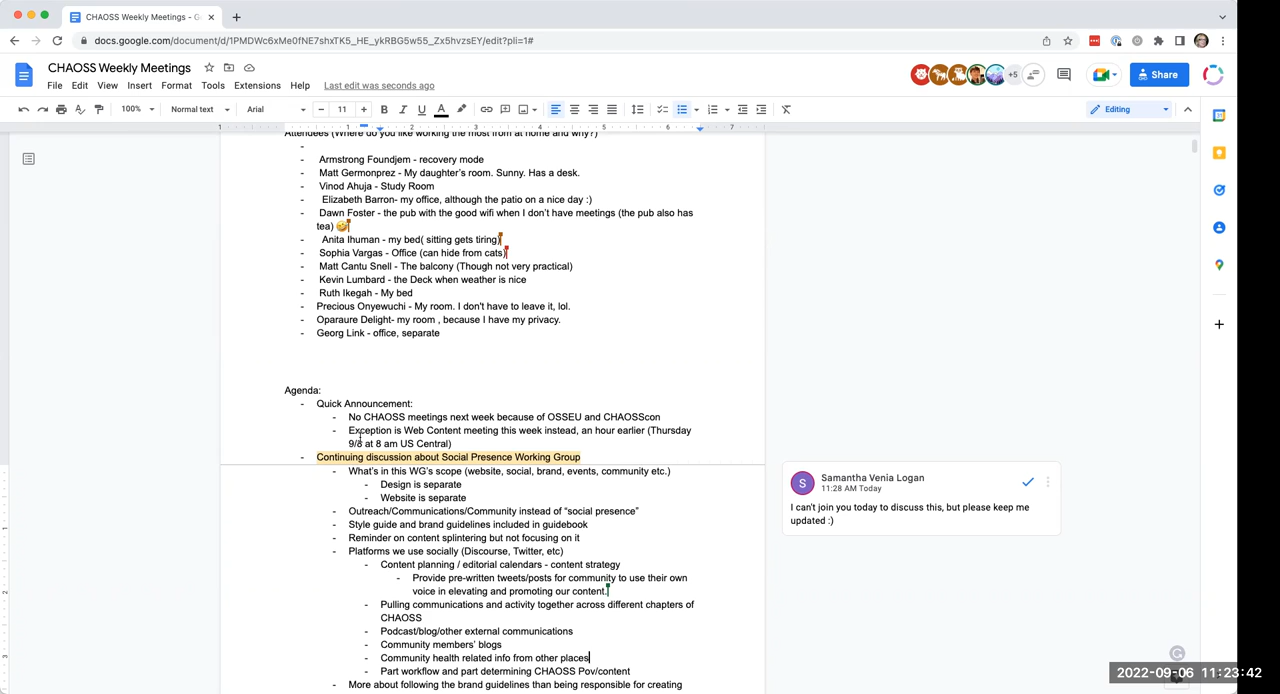 CHAOSS Weekly Meetings - G
docs.google.com/document/d/1PMDWc6xMe0fNE7shxTK5_HE_ykRBG5w55_Zx5hvzsEY/edit?pli=1#
CHAOSS Weekly Meetings
File Edit View Insert Format Tools Extensions Help Last edit was seconds ago
+5
Share
100% Normal text Arial 11 Editing
1 1 2 3 4 5 6 7
Attendees (Where do you like working the most from at home and why?)
-
- Armstrong Foundjem - recovery mode
- Matt Germonprez - My daughter's room. Sunny. Has a desk.
- Vinod Ahuja - Study Room
- Elizabeth Barron- my office, although the patio on a nice day :)
- Dawn Foster - the pub with the good wifi when I don't have meetings (the pub also has
tea) 🤣
- Anita Ihuman - my bed( sitting gets tiring)
- Sophia Vargas - Office (can hide from cats)
- Matt Cantu Snell - The balcony (Though not very practical)
- Kevin Lumbard - the Deck when weather is nice
- Ruth Ikegah - My bed
- Precious Onyewuchi - My room. I don't have to leave it, lol.
- Oparaure Delight- my room , because I have my privacy.
- Georg Link - office, separate
Agenda:
- Quick Announcement:
- No CHAOSS meetings next week because of OSSEU and CHAOSScon
- Exception is Web Content meeting this week instead, an hour earlier (Thursday
9/8 at 8 am US Central)
- Continuing discussion about Social Presence Working Group
- What's in this WG's scope (website, social, brand, events, community etc.)
- Design is separate
- Website is separate
- Outreach/Communications/Community instead of "social presence"
- Style guide and brand guidelines included in guidebook
- Reminder on content splintering but not focusing on it
- Platforms we use socially (Discourse, Twitter, etc)
- Content planning / editorial calendars - content strategy
- Provide pre-written tweets/posts for community to use their own
voice in elevating and promoting our content.
- Pulling communications and activity together across different chapters of
CHAOSS
- Podcast/blog/other external communications
- Community members' blogs
- Community health related info from other places
- Part workflow and part determining CHAOSS Pov/content
- More about following the brand guidelines than being responsible for creating
S
Samantha Venia Logan
11:28 AM Today
I can't join you today to discuss this, but please keep me
updated :)
1
2
3
2022-09-06 11:23:42